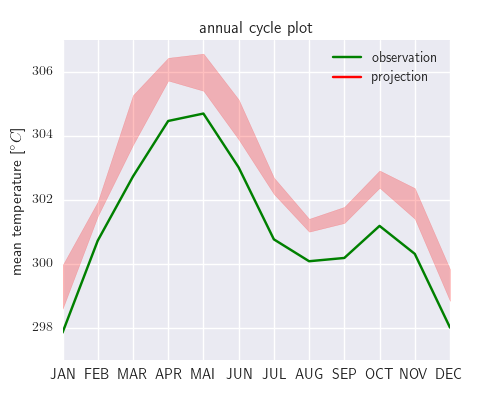 annual cycle plot
observation
projection
mean temperature [°C]
306
304
302
300
298
JAN FEB MAR APR MAI JUN JUL AUG SEP OCT NOV DEC